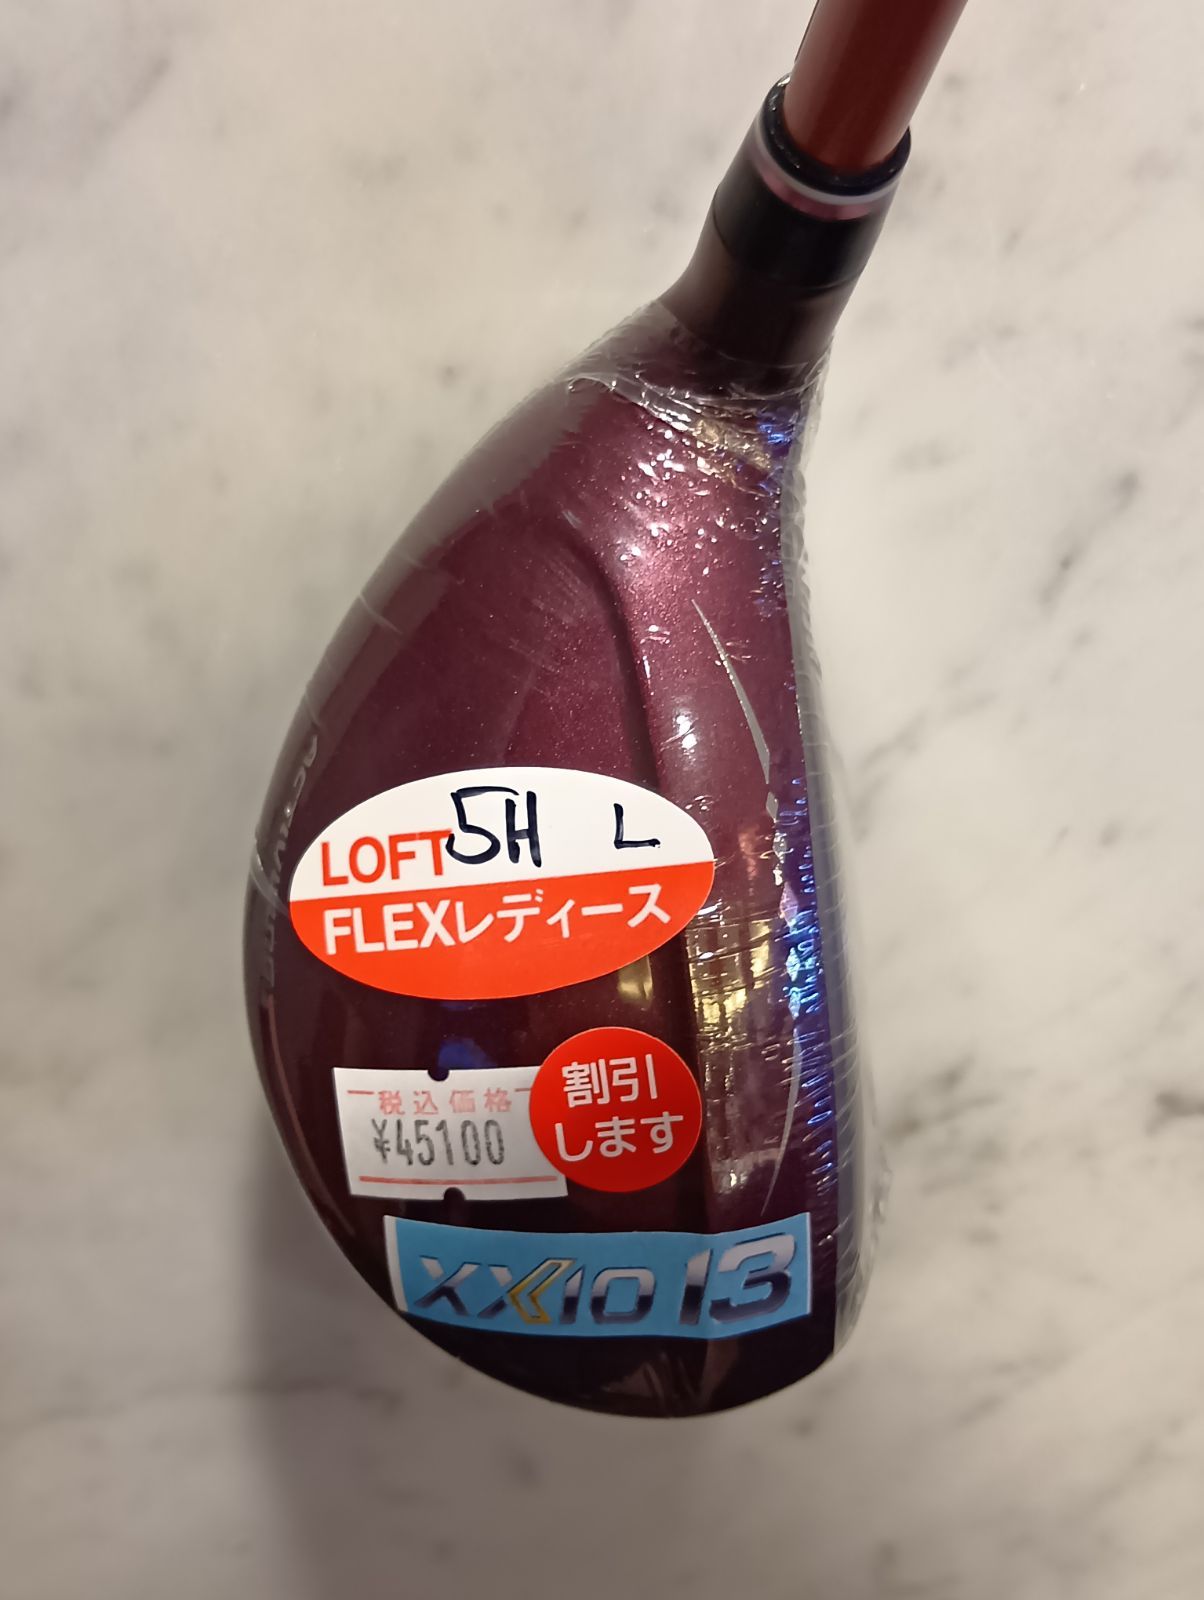 LOFT 5H L
FLEXレディース
税込価格
¥45100
割引
します
XXIO 13